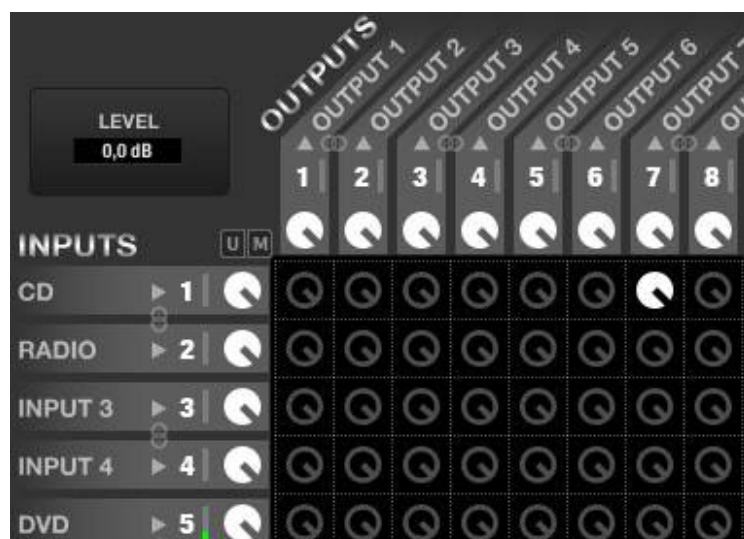 OUTPUTS
OUTPUT 1
OUTPUT 2
OUTPUT 3
OUTPUT 4
OUTPUT 5
OUTPUT 6
OUTPUT 7
LEVEL
0,0 dB
1 2 3 4 5 6 7 8
INPUTS U M
CD 1
RADIO 2
INPUT 3 3
INPUT 4 4
DVD 5